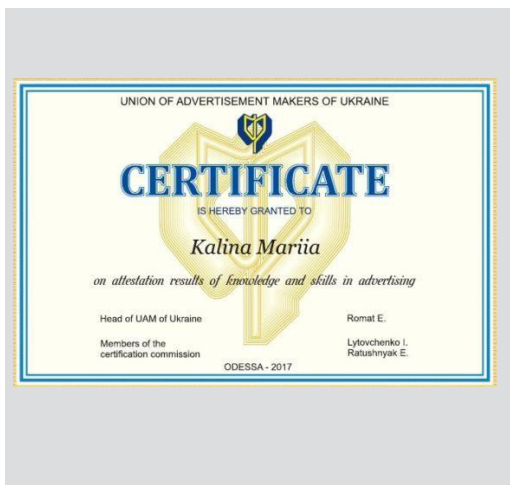 UNION OF ADVERTISEMENT MAKERS OF UKRAINE
CERTIFICATE
IS HEREBY GRANTED TO
Kalina Mariia
on attestation results of knowledge and skills in advertising
Head of UAM of Ukraine Romat E.
Members of the Lytovchenko I.
certification commission Ratushnyak E.
ODESSA - 2017